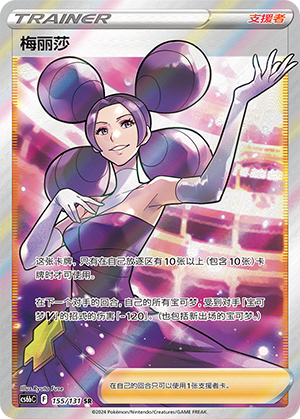 TRAINER
支援者
梅丽莎
这张卡牌，只有在自己放逐区有10张以上（包含10张）卡
牌时才可使用。
在下一个对手的回合，自己的所有宝可梦，受到对手「宝可
梦V」的招式的伤害「-120」。（也包括新出场的宝可梦。）
Illus. Ryuta Fuse
CS6bC F 155/131 SR
在自己的回合只可以使用1张支援者卡。
©2024 Pokémon/Nintendo/Creatures/GAME FREAK.